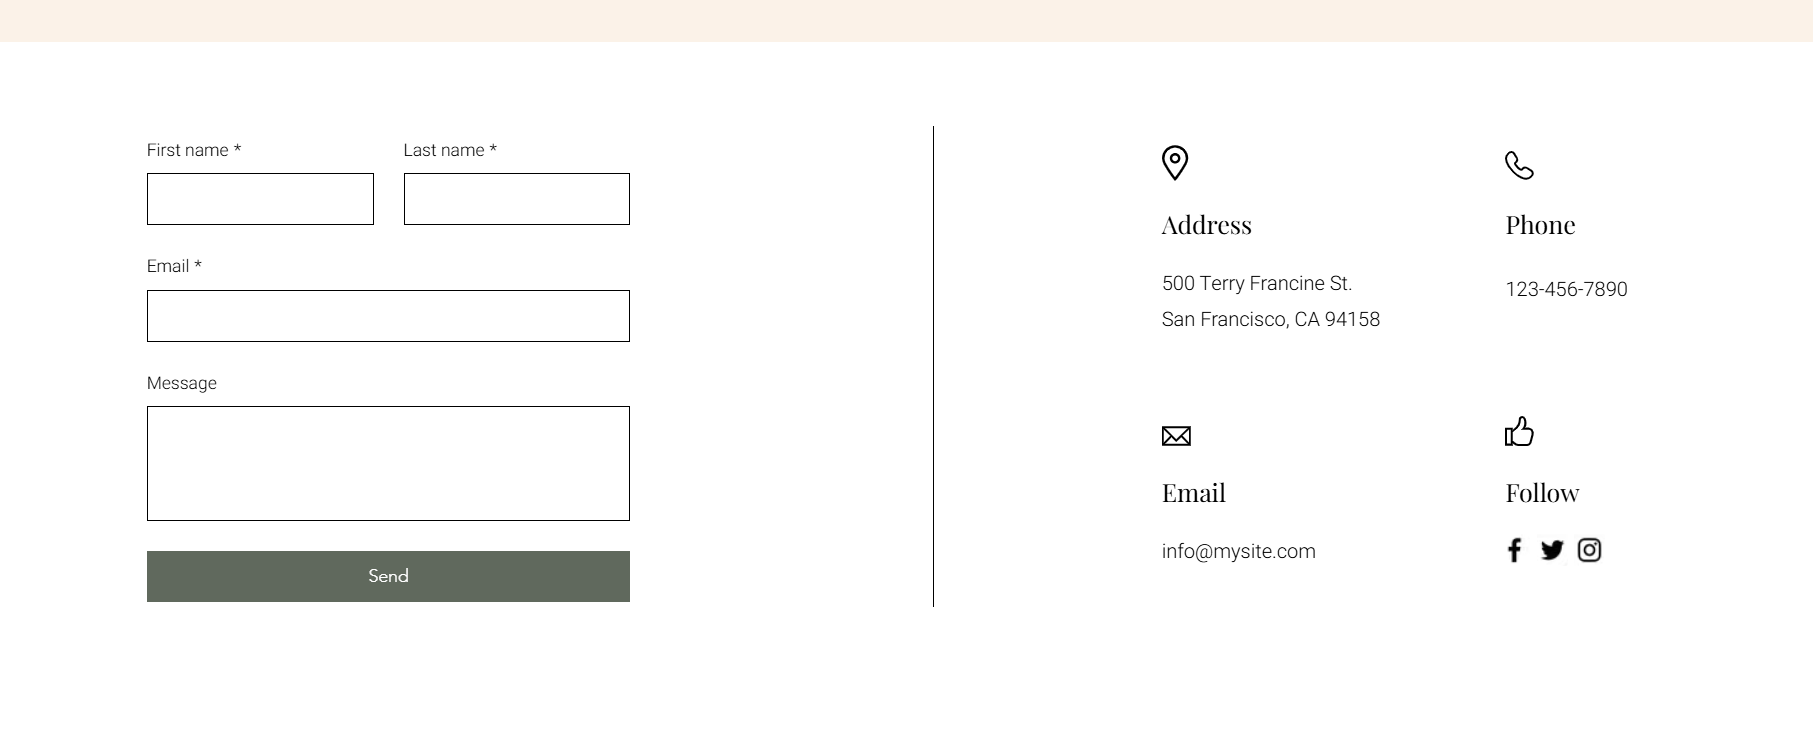 First name *
Last name *
Email *
Message
Send
Address
500 Terry Francine St.
San Francisco, CA 94158
Phone
123-456-7890
Email
info@mysite.com
Follow